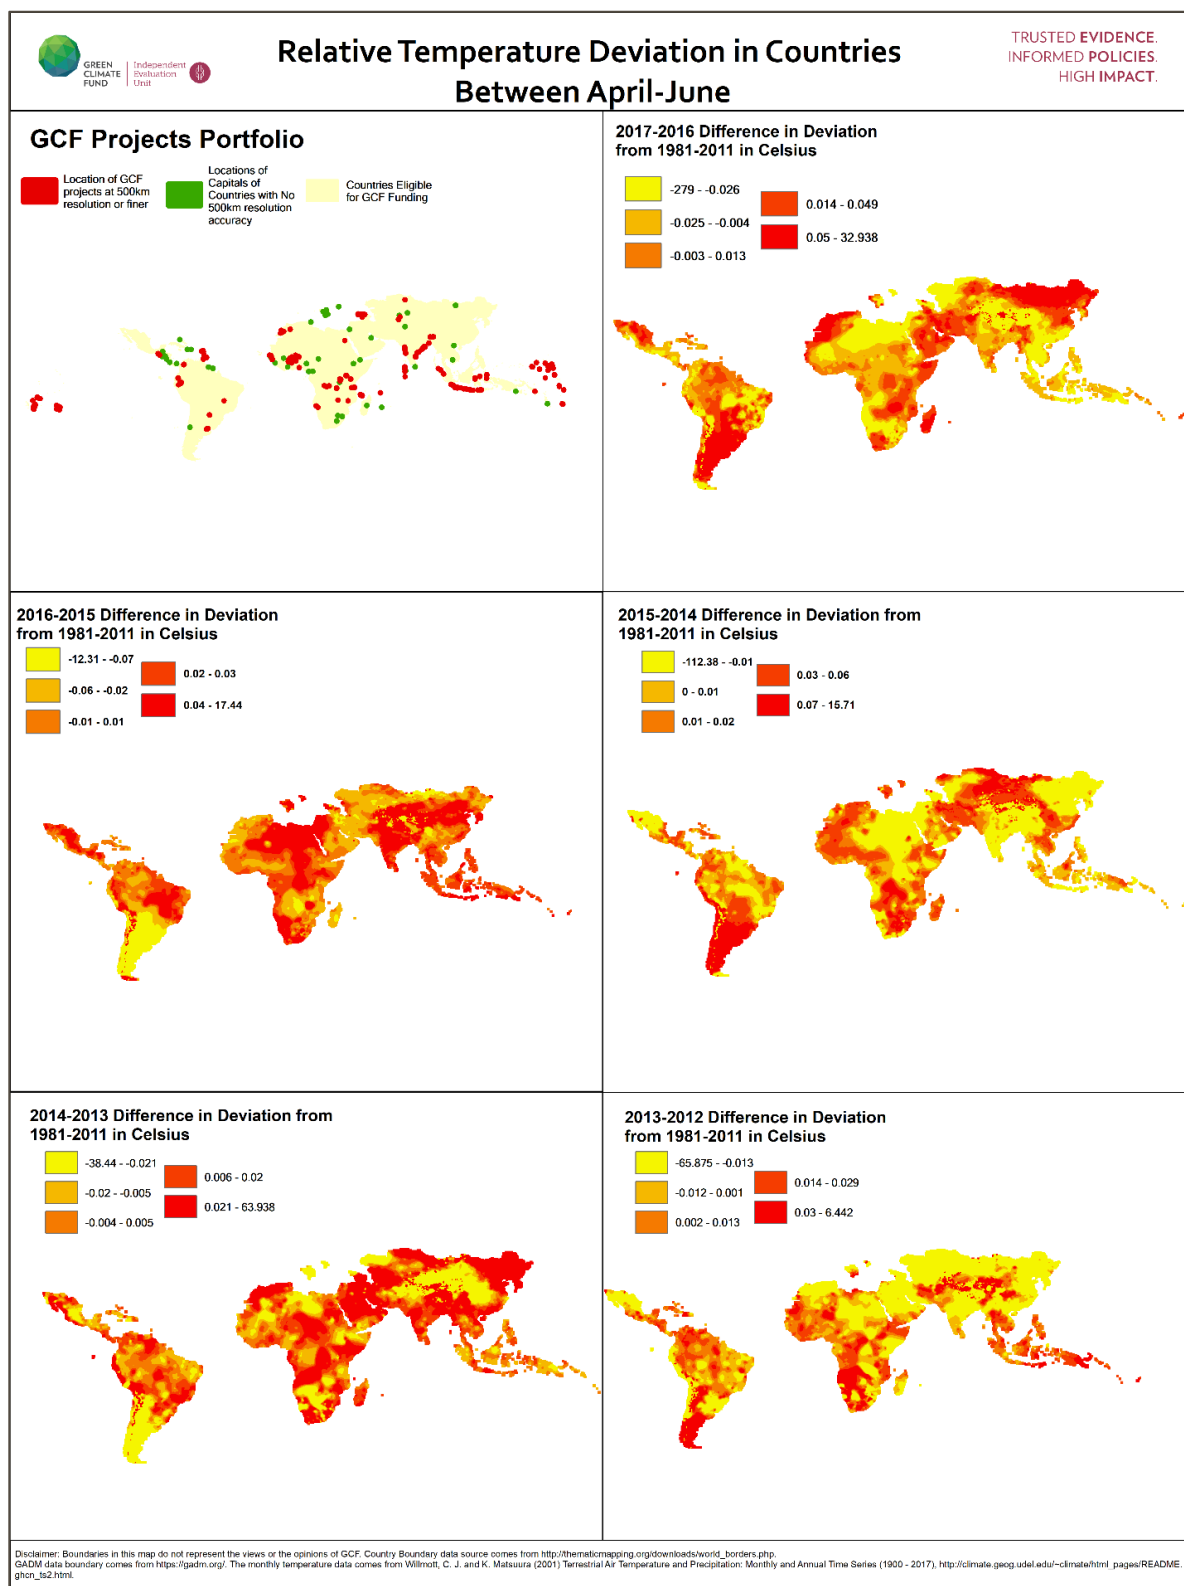 GREEN
CLIMATE
FUND
Independent
Evaluation
Unit
Relative Temperature Deviation in Countries
Between April-June
TRUSTED EVIDENCE.
INFORMED POLICIES.
HIGH IMPACT.
GCF Projects Portfolio
Location of GCF
projects at 500km
resolution or finer
Locations of
Capitals of
Countries with No
500km resolution
accuracy
Countries Eligible
for GCF Funding
2017-2016 Difference in Deviation
from 1981-2011 in Celsius
-279 - -0.026
-0.025 - -0.004
-0.003 - 0.013
0.014 - 0.049
0.05 - 32.938
2016-2015 Difference in Deviation
from 1981-2011 in Celsius
-12.31 - -0.07
-0.06 - -0.02
-0.01 - 0.01
0.02 - 0.03
0.04 - 17.44
2015-2014 Difference in Deviation from
1981-2011 in Celsius
-112.38 - -0.01
0 - 0.01
0.01 - 0.02
0.03 - 0.06
0.07 - 15.71
2014-2013 Difference in Deviation from
1981-2011 in Celsius
-38.44 - -0.021
-0.02 - -0.005
-0.004 - 0.005
0.006 - 0.02
0.021 - 63.938
2013-2012 Difference in Deviation
from 1981-2011 in Celsius
-65.875 - -0.013
-0.012 - 0.001
0.002 - 0.013
0.014 - 0.029
0.03 - 6.442
Disclaimer: Boundaries in this map do not represent the views or the opinions of GCF. Country Boundary data source comes from http://thematicmapping.org/downloads/world_borders.php.
GADM data boundary comes from https://gadm.org/. The monthly temperature data comes from Willmott, C. J. and K. Matsuura (2001) Terrestrial Air Temperature and Precipitation: Monthly and Annual Time Series (1900 - 2017), http://climate.geog.udel.edu/~climate/html_pages/README.
ghcn_ts2.html.